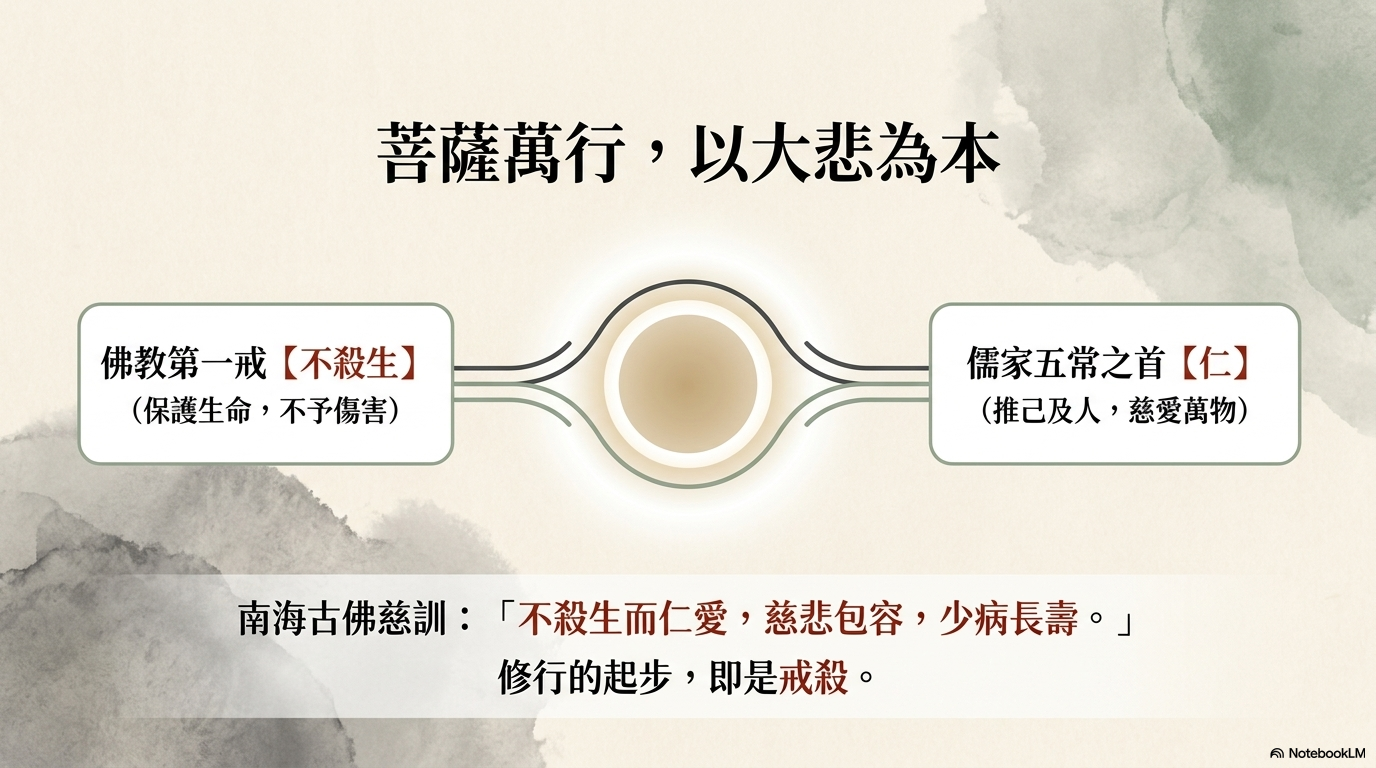 菩薩萬行，以大悲為本
佛教第一戒【不殺生】
（保護生命，不予傷害）
儒家五常之首【仁】
（推己及人，慈愛萬物）
南海古佛慈訓：「不殺生而仁愛，慈悲包容，少病長壽。」
修行的起步，即是戒殺。
NotebookLM